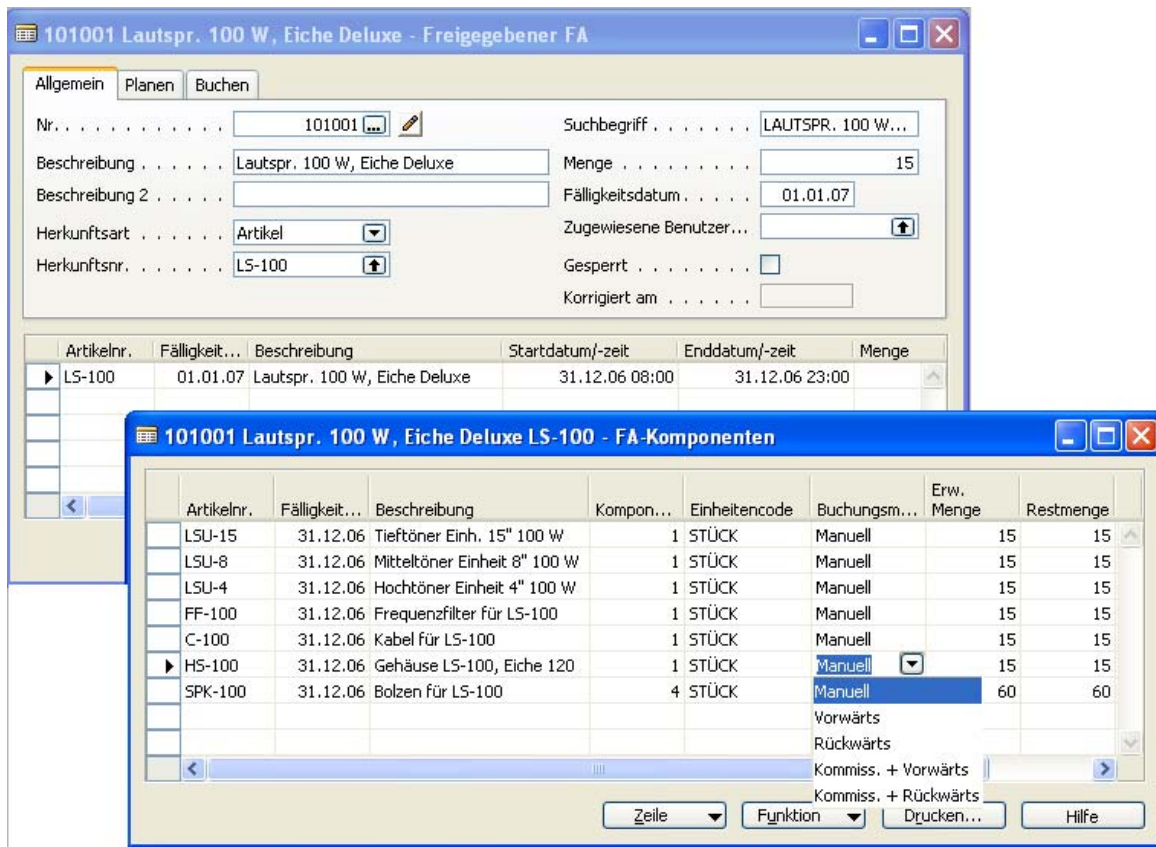 101001 Lautspr. 100 W, Eiche Deluxe - Freigegebener FA
Allgemein Planen Buchen
Nr. . . . . . . . . . . . . 101001 ... Suchbegriff . . . . . . . LAUTSPR. 100 W...
Beschreibung . . . . . . Lautspr. 100 W, Eiche Deluxe Menge . . . . . . . . . . 15
Beschreibung 2 . . . . . Fälligkeitsdatum . . . . . 01.01.07
Herkunftsart . . . . . . Artikel Zugewiesene Benutzer...
Herkunftsnr. . . . . . . LS-100 Gesperrt . . . . . . . .
Korrigiert am . . . . . .
Artikelnr. Fälligkeit... Beschreibung Startdatum/-zeit Enddatum/-zeit Menge
LS-100 01.01.07 Lautspr. 100 W, Eiche Deluxe 31.12.06 08:00 31.12.06 23:00
101001 Lautspr. 100 W, Eiche Deluxe LS-100 - FA-Komponenten
Artikelnr. Fälligkeit... Beschreibung Kompon... Einheitencode Buchungsm... Erw. Menge Restmenge
LSU-15 31.12.06 Tieftöner Einh. 15" 100 W 1 STÜCK Manuell 15 15
LSU-8 31.12.06 Mitteltöner Einheit 8" 100 W 1 STÜCK Manuell 15 15
LSU-4 31.12.06 Hochtöner Einheit 4" 100 W 1 STÜCK Manuell 15 15
FF-100 31.12.06 Frequenzfilter für LS-100 1 STÜCK Manuell 15 15
C-100 31.12.06 Kabel für LS-100 1 STÜCK Manuell 15 15
HS-100 31.12.06 Gehäuse LS-100, Eiche 120 1 STÜCK Manuell 15 15
SPK-100 31.12.06 Bolzen für LS-100 4 STÜCK Manuell 60 60
Vorwärts
Rückwärts
Kommiss. + Vorwärts
Kommiss. + Rückwärts
Zeile Funktion Drucken... Hilfe